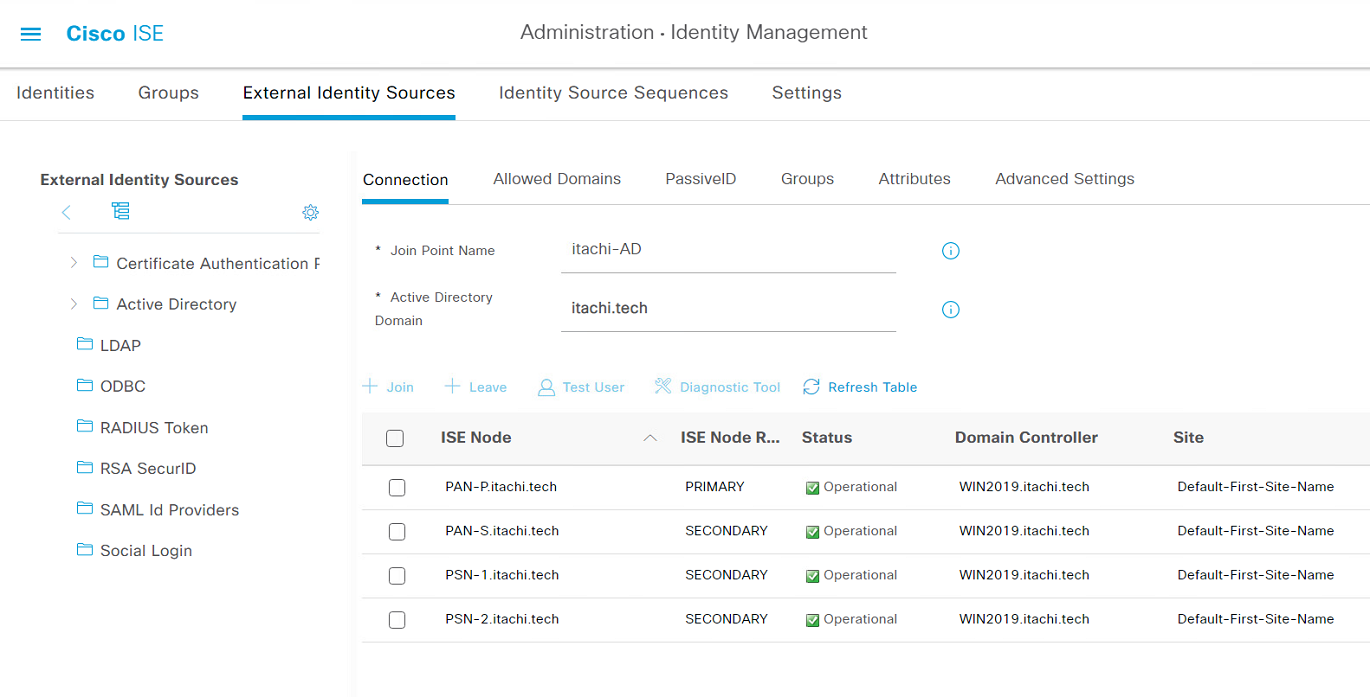 Cisco ISE
Administration · Identity Management
Identities Groups External Identity Sources Identity Source Sequences Settings
External Identity Sources
Certificate Authentication F
Active Directory
LDAP
ODBC
RADIUS Token
RSA SecurID
SAML Id Providers
Social Login
Connection Allowed Domains PassiveID Groups Attributes Advanced Settings
* Join Point Name itachi-AD
* Active Directory
Domain itachi.tech
Join Leave Test User Diagnostic Tool Refresh Table
ISE Node ISE Node R... Status Domain Controller Site
PAN-P.itachi.tech PRIMARY Operational WIN2019.itachi.tech Default-First-Site-Name
PAN-S.itachi.tech SECONDARY Operational WIN2019.itachi.tech Default-First-Site-Name
PSN-1.itachi.tech SECONDARY Operational WIN2019.itachi.tech Default-First-Site-Name
PSN-2.itachi.tech SECONDARY Operational WIN2019.itachi.tech Default-First-Site-Name